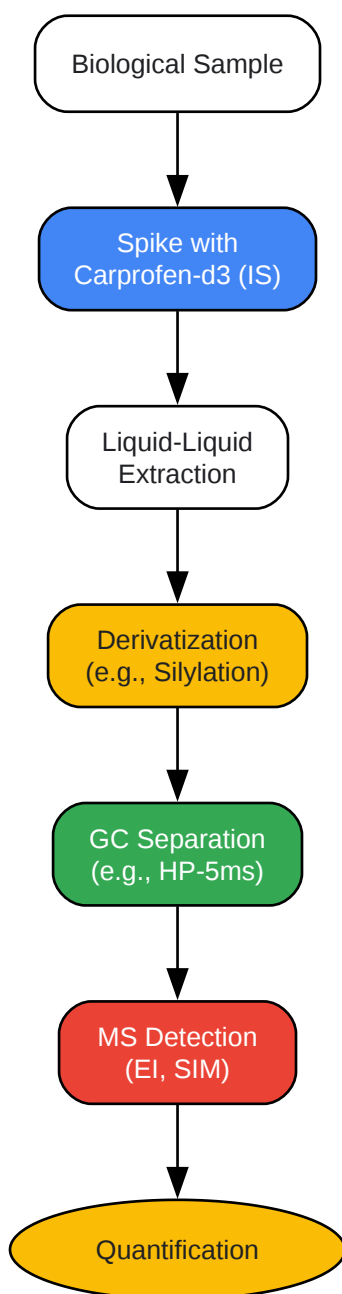 Biological Sample
Spike with
Carprofen-d3 (IS)
Liquid-Liquid
Extraction
Derivatization
(e.g., Silylation)
GC Separation
(e.g., HP-5ms)
MS Detection
(EI, SIM)
Quantification